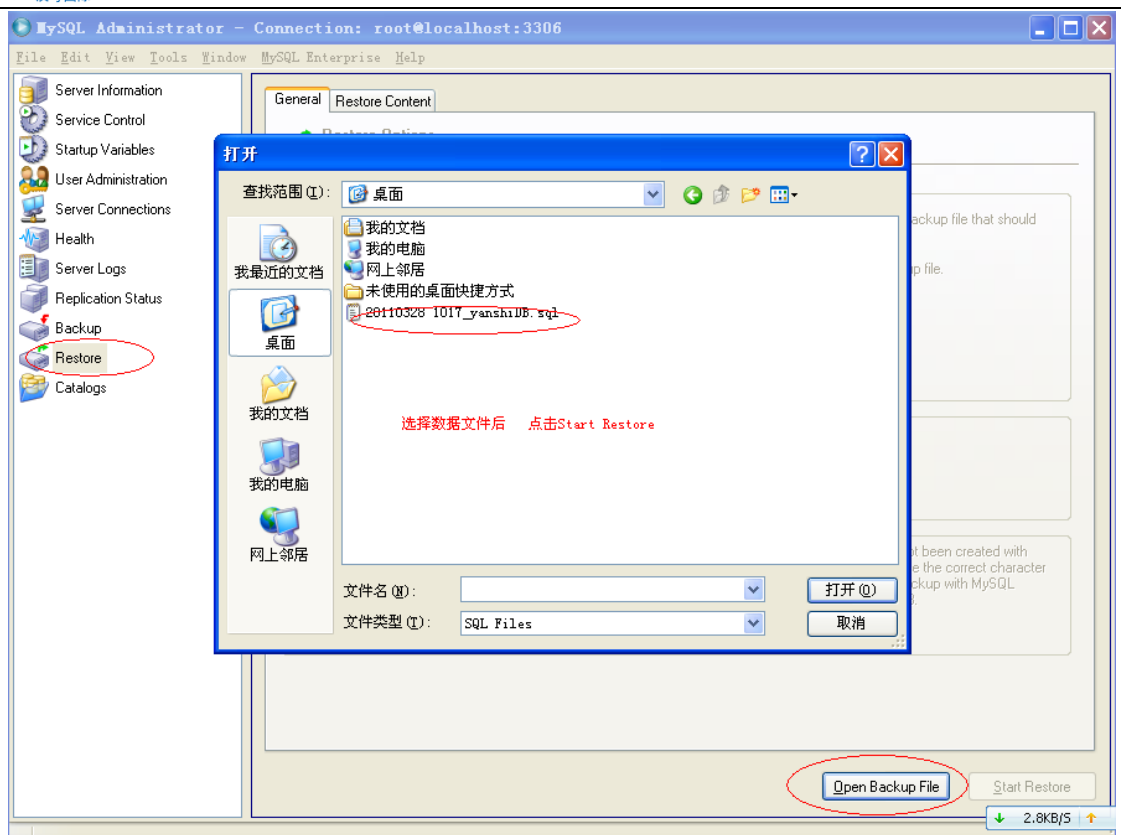 MySQL Administrator - Connection: root@localhost:3306
File Edit View Tools Window MySQL Enterprise Help
Server Information
Service Control
Startup Variables
User Administration
Server Connections
Health
Server Logs
Replication Status
Backup
Restore
Catalogs
General Restore Content
Restore Options
打开
查找范围(I):
桌面
我最近的文档
桌面
我的文档
我的电脑
网上邻居
我的文档
我的电脑
网上邻居
未使用的桌面快捷方式
20110328 1017_yanshiDB.sql
选择数据文件后 点击Start Restore
文件名(N):
打开(O)
文件类型(T):
SQL Files
取消
backup file that should
up file.
ot been created with
e the correct character
ckup with MySQL
Open Backup File
Start Restore
2.8KB/S